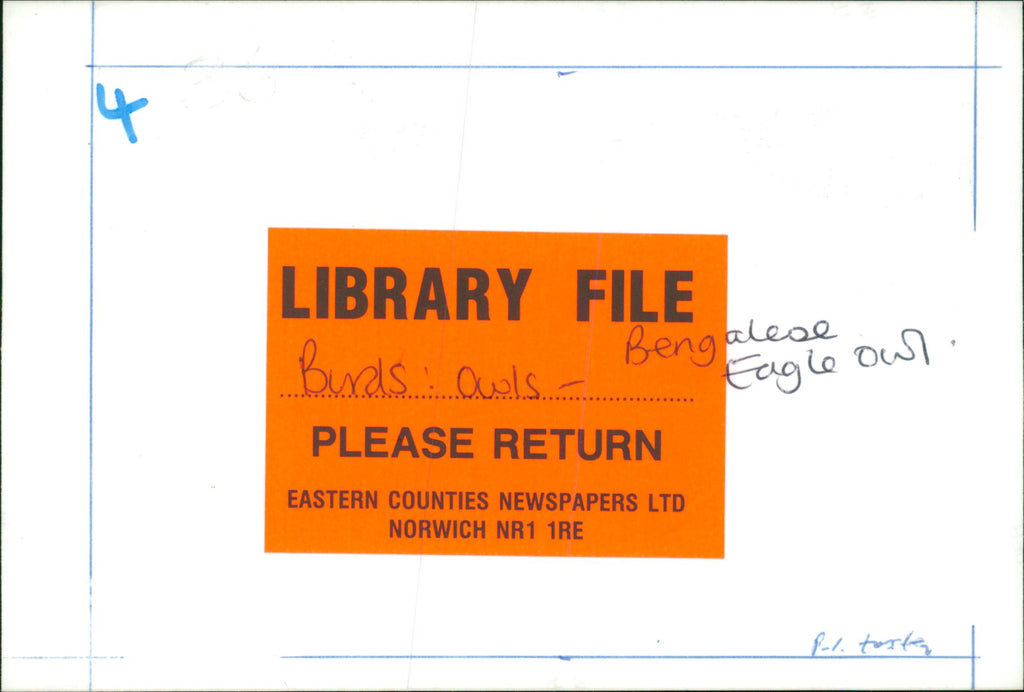 4
LIBRARY FILE
Birds: Owls - Bengalese
Eagle Owl.
PLEASE RETURN
EASTERN COUNTIES NEWSPAPERS LTD
NORWICH NR1 1RE